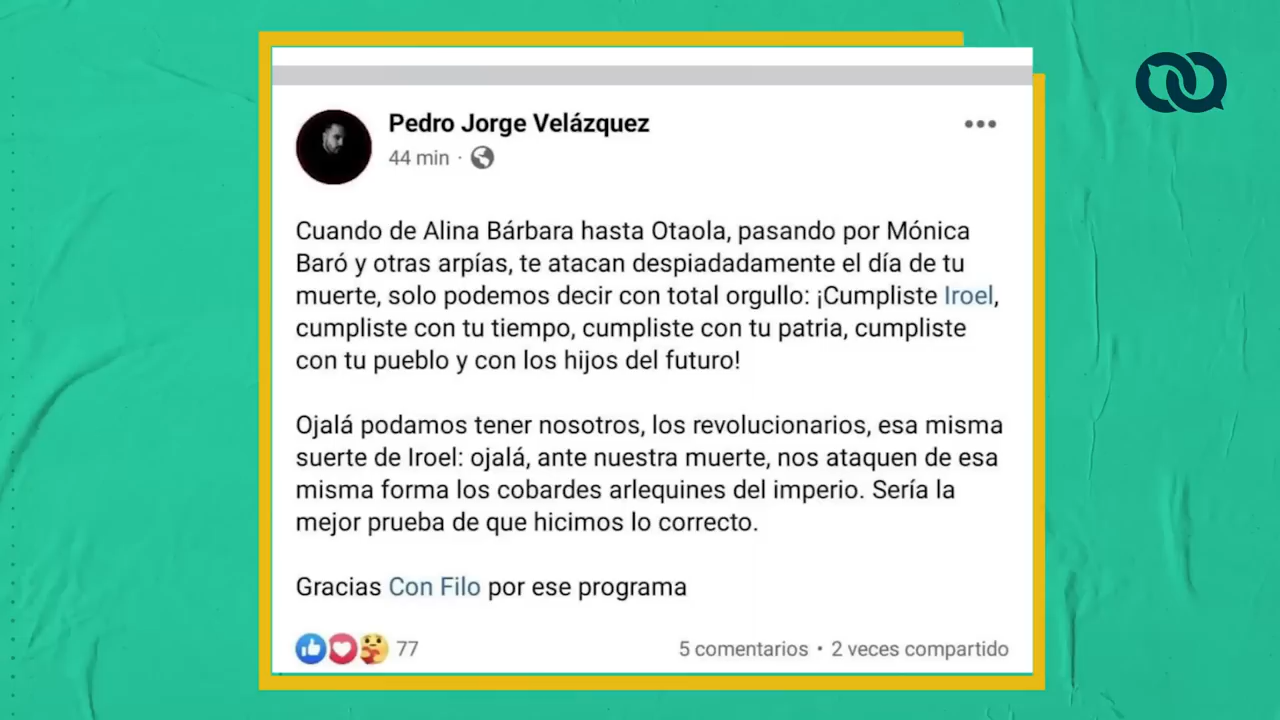 Pedro Jorge Velázquez
44 min ·
Cuando de Alina Bárbara hasta Otaola, pasando por Mónica
Baró y otras arpías, te atacan despiadadamente el día de tu
muerte, solo podemos decir con total orgullo: ¡Cumpliste Iroel,
cumpliste con tu tiempo, cumpliste con tu patria, cumpliste
con tu pueblo y con los hijos del futuro!
Ojalá podamos tener nosotros, los revolucionarios, esa misma
suerte de Iroel: ojalá, ante nuestra muerte, nos ataquen de esa
misma forma los cobardes arlequines del imperio. Sería la
mejor prueba de que hicimos lo correcto.
Gracias Con Filo por ese programa
77 5 comentarios • 2 veces compartido